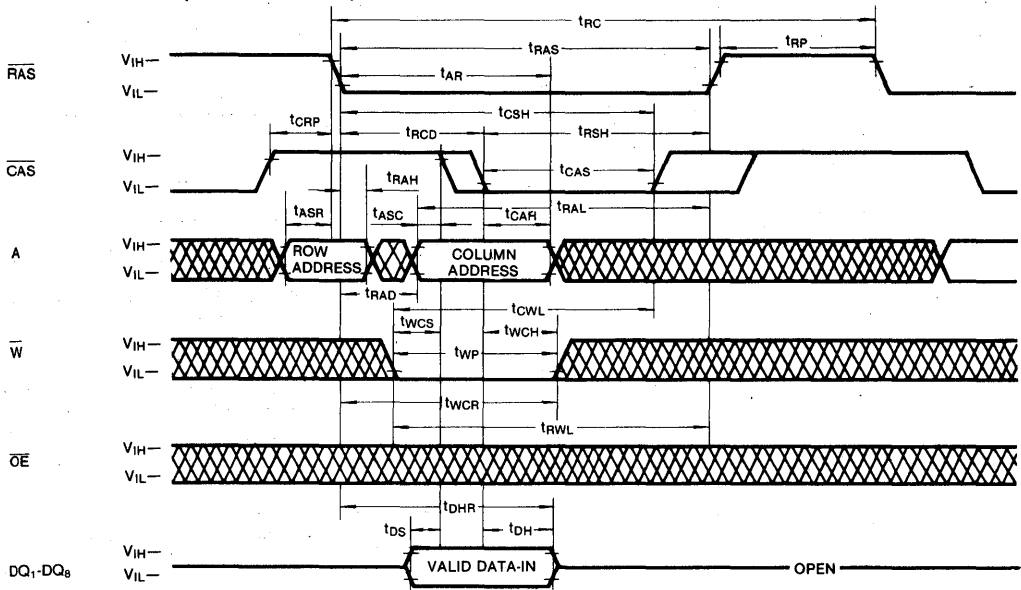 tRC
tRAS
tRP
RAS
VIH—
VIL—
tAR
tCSH
tCRP
tRCD
tRSH
CAS
VIH—
VIL—
tCAS
tRAH
tRAL
tASR
tASC
tCAH
A
VIH—
VIL—
ROW
ADDRESS
COLUMN
ADDRESS
tRAD
tCWL
tWCS
tWCH
W
VIH—
VIL—
tWP
tWCR
tRWL
OE
VIH—
VIL—
tDHR
tDS
tDH
DQ1-DQ8
VIH—
VIL—
VALID DATA-IN
OPEN